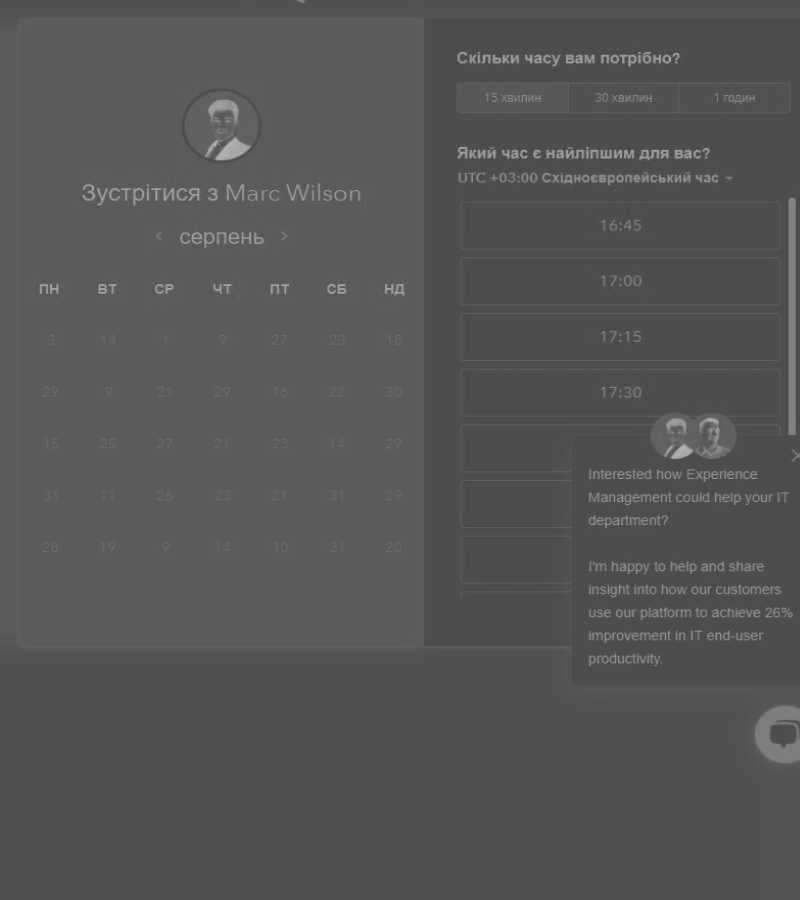 Зустрітися з Marc Wilson
серпень
ПН ВТ СР ЧТ ПТ СБ НД
3 14 1 9 27 23 18
29 9 21 29 16 22 30
15 25 27 21 23 14 29
31 11 26 23 21 31 29
28 19 9 14 10 31 20
Скільки часу вам потрібно?
15 хвилин 30 хвилин 1 годин
Який час є найліпшим для вас?
UTC +03:00 Східноєвропейський час
16:45
17:00
17:15
17:30
Interested how Experience
Management could help your IT
department?
I'm happy to help and share
insight into how our customers
use our platform to achieve 26%
improvement in IT end-user
productivity.